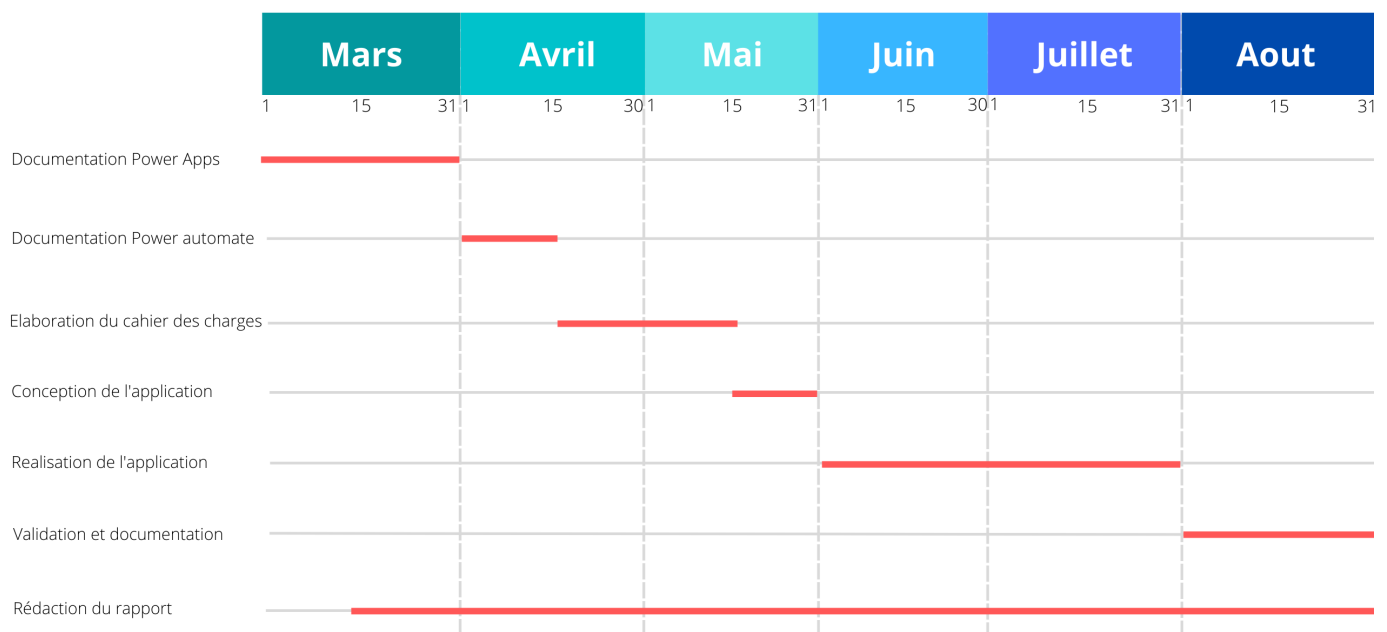 Mars Avril Mai Juin Juillet Aout
1 15 31 1 15 30 1 15 31 1 15 30 1 15 31 1 15 31
Documentation Power Apps
Documentation Power automate
Elaboration du cahier des charges
Conception de l'application
Realisation de l'application
Validation et documentation
Rédaction du rapport